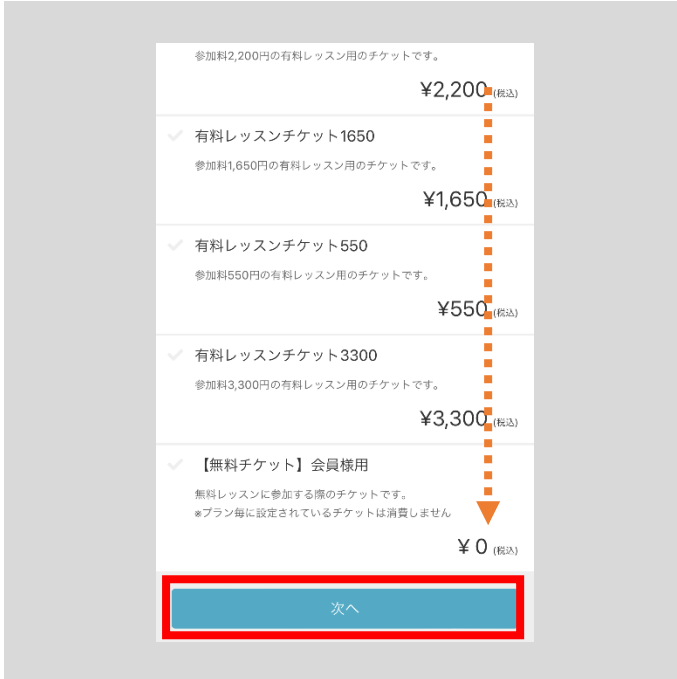 参加料2,200円の有料レッスン用のチケットです。
¥2,200 (税込)
有料レッスンチケット1650
参加料1,650円の有料レッスン用のチケットです。
¥1,650 (税込)
有料レッスンチケット550
参加料550円の有料レッスン用のチケットです。
¥550 (税込)
有料レッスンチケット3300
参加料3,300円の有料レッスン用のチケットです。
¥3,300 (税込)
【無料チケット】会員様用
無料レッスンに参加する際のチケットです。
※プラン毎に設定されているチケットは消費しません
¥ 0 (税込)
次へ